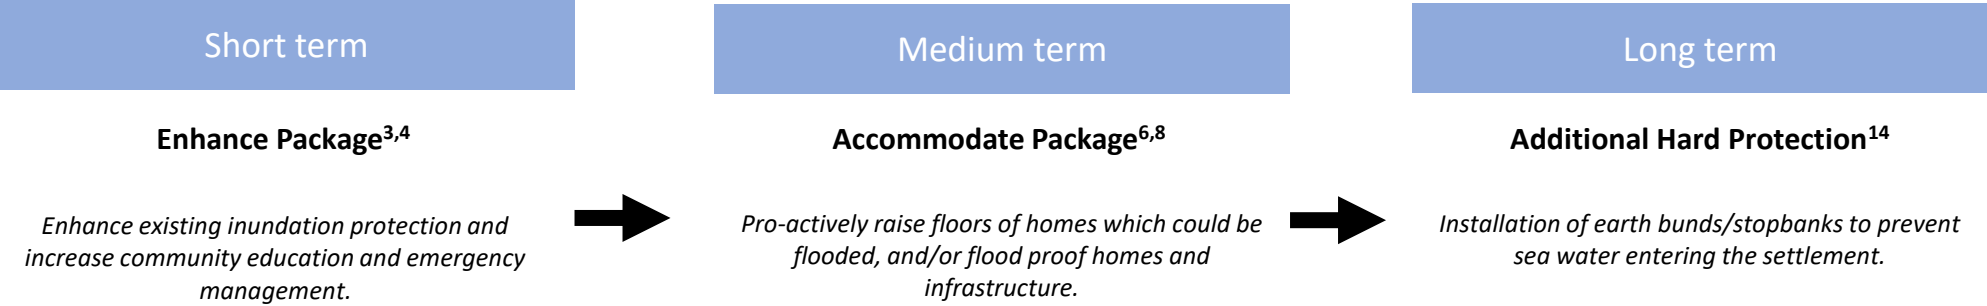 Short term
Enhance Package3,4
Enhance existing inundation protection and
increase community education and emergency
management.
Medium term
Accommodate Package6,8
Pro-actively raise floors of homes which could be
flooded, and/or flood proof homes and
infrastructure.
Long term
Additional Hard Protection14
Installation of earth bunds/stopbanks to prevent
sea water entering the settlement.